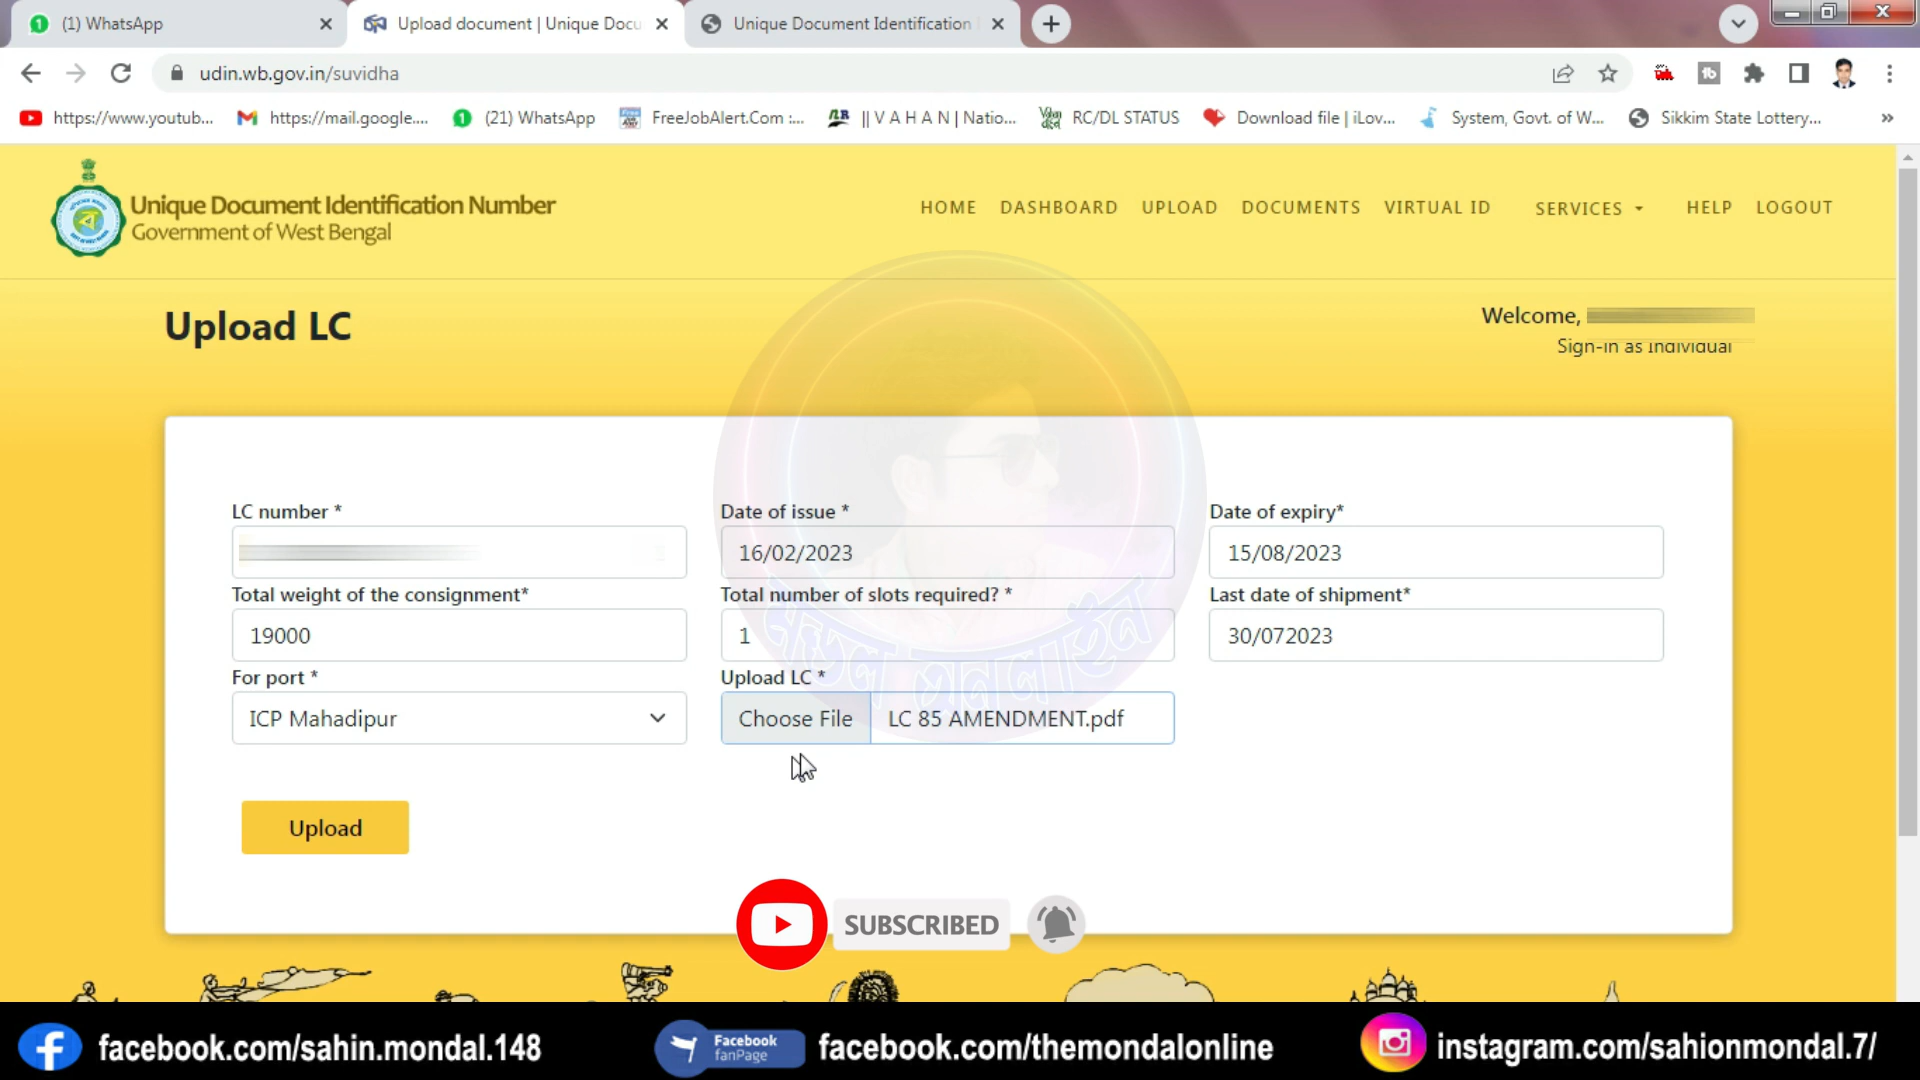 (1) WhatsApp
Upload document | Unique Docu
Unique Document Identification
udin.wb.gov.in/suvidha
https://www.youtub...
https://mail.google....
(21) WhatsApp
FreeJobAlert.Com :...
|| V A H A N | Natio...
RC/DL STATUS
Download file | iLov...
System, Govt. of W...
Sikkim State Lottery...
Unique Document Identification Number
Government of West Bengal
HOME DASHBOARD UPLOAD DOCUMENTS VIRTUAL ID SERVICES HELP LOGOUT
Upload LC
Welcome,
Sign-in as Individual
LC number *
Date of issue *
Date of expiry*
16/02/2023
15/08/2023
Total weight of the consignment*
Total number of slots required? *
Last date of shipment*
19000
1
30/072023
For port *
Upload LC *
ICP Mahadipur
Choose File
LC 85 AMENDMENT.pdf
মন্ডল অনলাইন
Upload
SUBSCRIBED
facebook.com/sahin.mondal.148
Facebook
fanPage
facebook.com/themondalonline
instagram.com/sahionmondal.7/